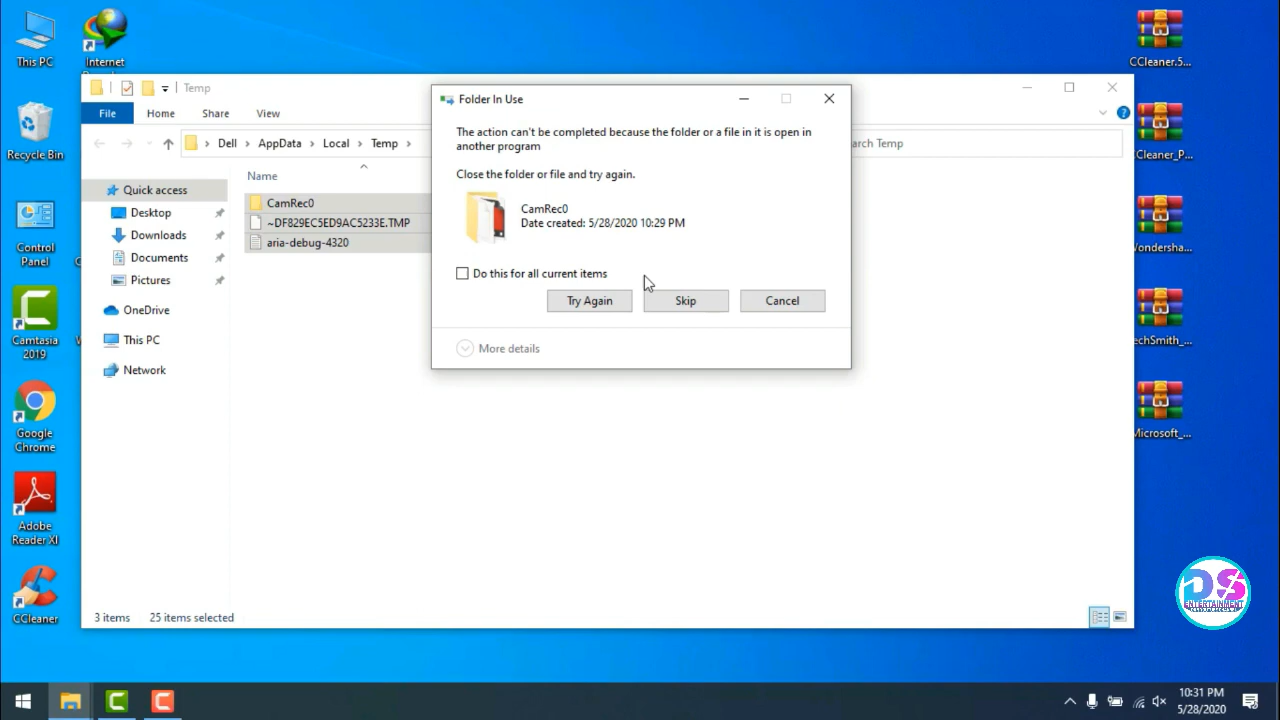 This PC
Internet
Recycle Bin
Control
Panel
Camtasia
2019
Google
Chrome
Adobe
Reader XI
CCleaner
Temp
File
Home
Share
View
Dell
AppData
Local
Temp
arch Temp
Quick access
Desktop
Downloads
Documents
Pictures
OneDrive
This PC
Network
Name
CamRec0
~DF829EC5ED9AC5233E.TMP
aria-debug-4320
3 items
25 items selected
Folder In Use
The action can't be completed because the folder or a file in it is open in
another program
Close the folder or file and try again.
CamRec0
Date created: 5/28/2020 10:29 PM
Do this for all current items
Try Again
Skip
Cancel
More details
CCleaner.5...
CCleaner_P...
Wondersha...
TechSmith_...
Microsoft_...
DS
ENTERTAINMENT
10:31 PM
5/28/2020